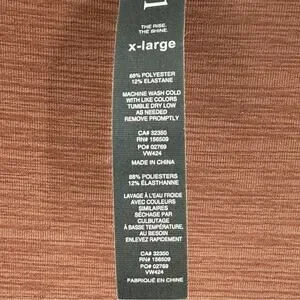 THE RISE.
THE SHINE.
x-large
88% POLYESTER
12% ELASTANE
MACHINE WASH COLD
WITH LIKE COLORS
TUMBLE DRY LOW
AS NEEDED
REMOVE PROMPTLY
CA# 32350
RN# 156509
PO# 02769
VW424
MADE IN CHINA
88% POLYESTERS
12% ÉLASTHANNE
LAVAGE À L'EAU FROIDE
AVEC COULEURS
SIMILAIRES
SÉCHAGE PAR
CULBUTAGE
À BASSE TEMPÉRATURE,
AU BESOIN
ENLEVEZ RAPIDEMENT
CA# 32350
RN# 156509
PO# 02769
VW424
FABRIQUÉ EN CHINE